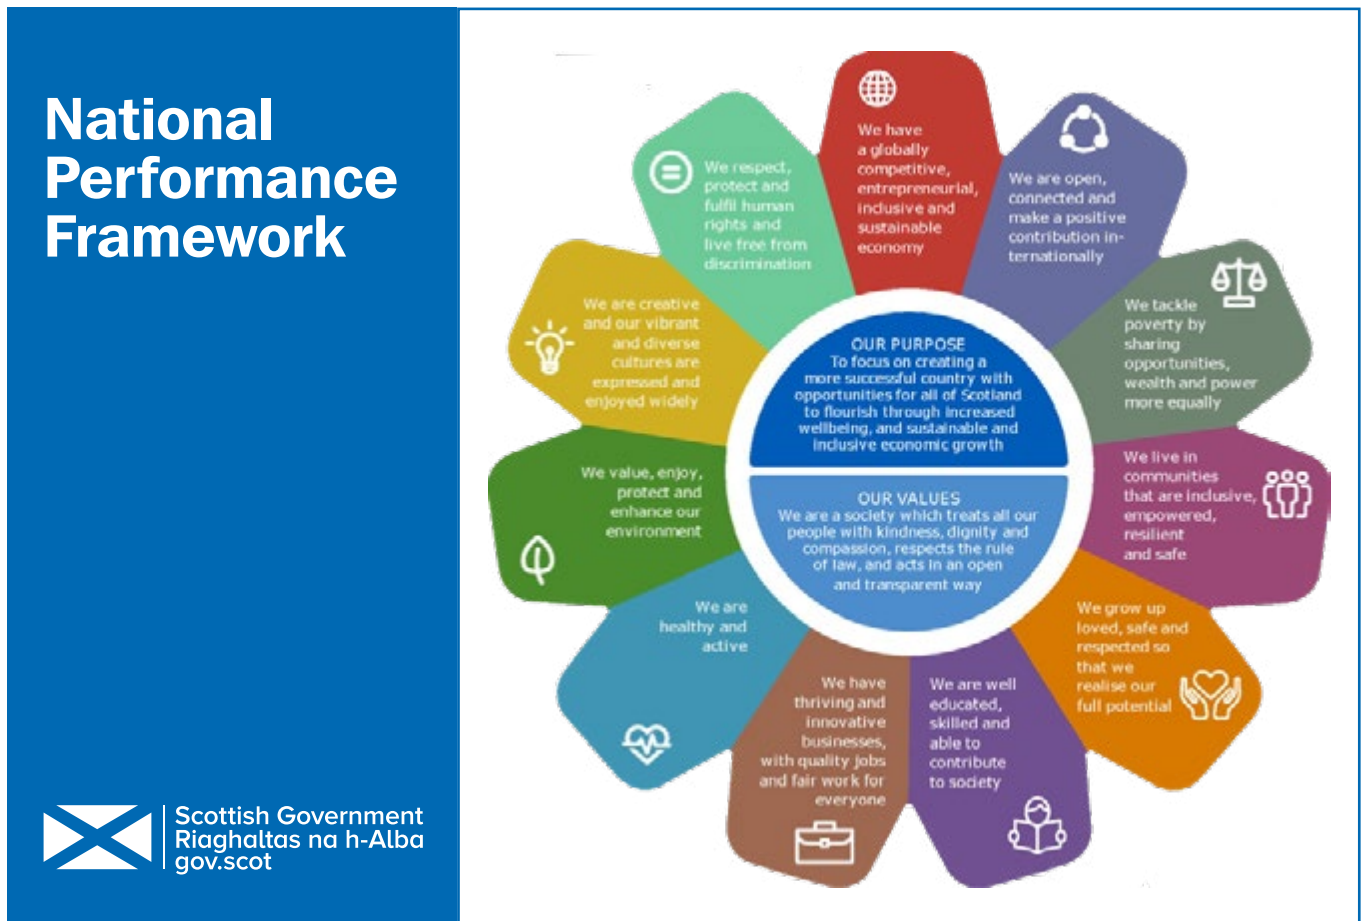 National
Performance
Framework
We have
a globally
competitive,
entrepreneurial,
inclusive and
sustainable
economy
We are open,
connected and
make a positive
contribution in-
ternationally
We tackle
poverty by
sharing
opportunities,
wealth and power
more equally
We live in
communities
that are inclusive,
empowered,
resilient
and safe
We grow up
loved, safe and
respected so
that we
realise our
full potential
We are well
educated,
skilled and
able to
contribute
to society
We have
thriving and
innovative
businesses,
with quality jobs
and fair work for
everyone
We are
healthy and
active
We value, enjoy,
protect and
enhance our
environment
We are creative
and our vibrant
and diverse
cultures are
expressed and
enjoyed widely
We respect,
protect and
fulfil human
rights and
live free from
discrimination
OUR PURPOSE
To focus on creating a
more successful country with
opportunities for all of Scotland
to flourish through increased
wellbeing, and sustainable and
inclusive economic growth
OUR VALUES
We are a society which treats all our
people with kindness, dignity and
compassion, respects the rule
of law, and acts in an open
and transparent way
Scottish Government
Riaghaltas na h-Alba
gov.scot